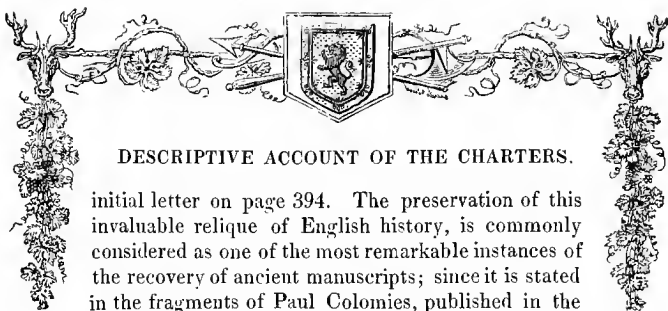 DESCRIPTIVE ACCOUNT OF THE CHARTERS.
initial letter on page 394. The preservation of this
invaluable relique of English history, is commonly
considered as one of the most remarkable instances of
the recovery of ancient manuscripts; since it is stated
in the fragments of Paul Colomies, published in the